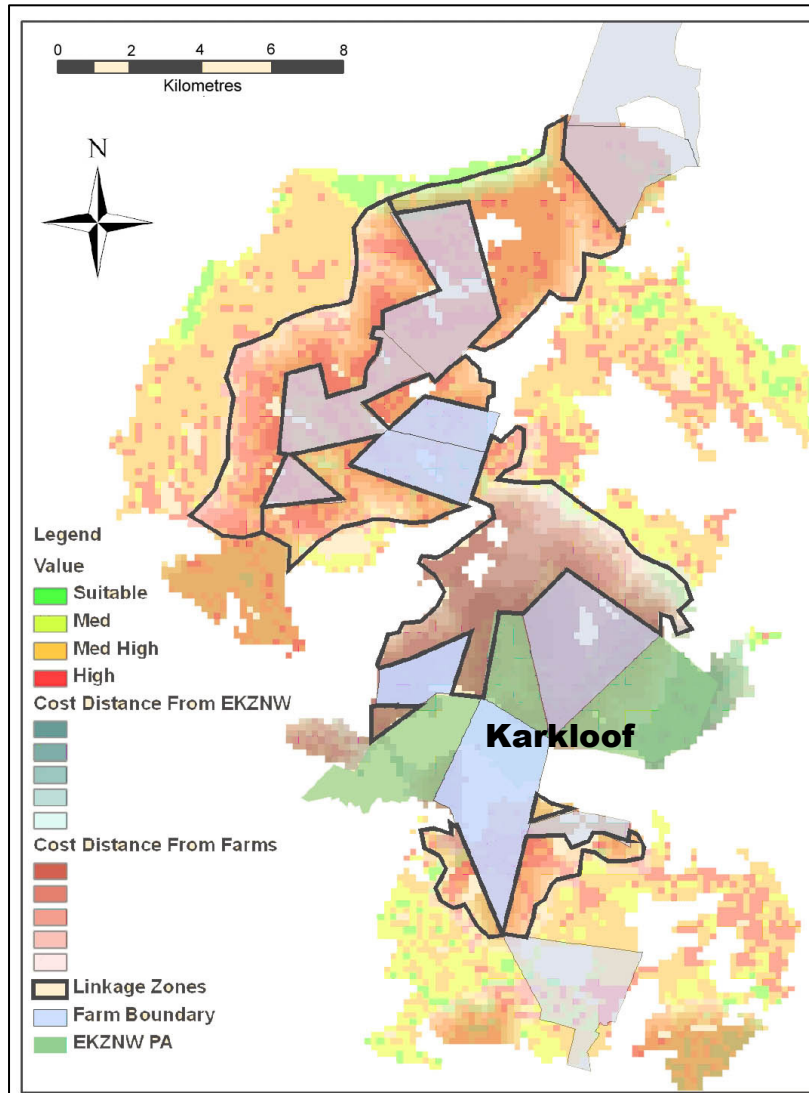 0 2 4 6 8
Kilometres
N
Legend
Value
Suitable
Med
Med High
High
Cost Distance From EKZNW
Cost Distance From Farms
Linkage Zones
Farm Boundary
EKZNW PA
Karkloof